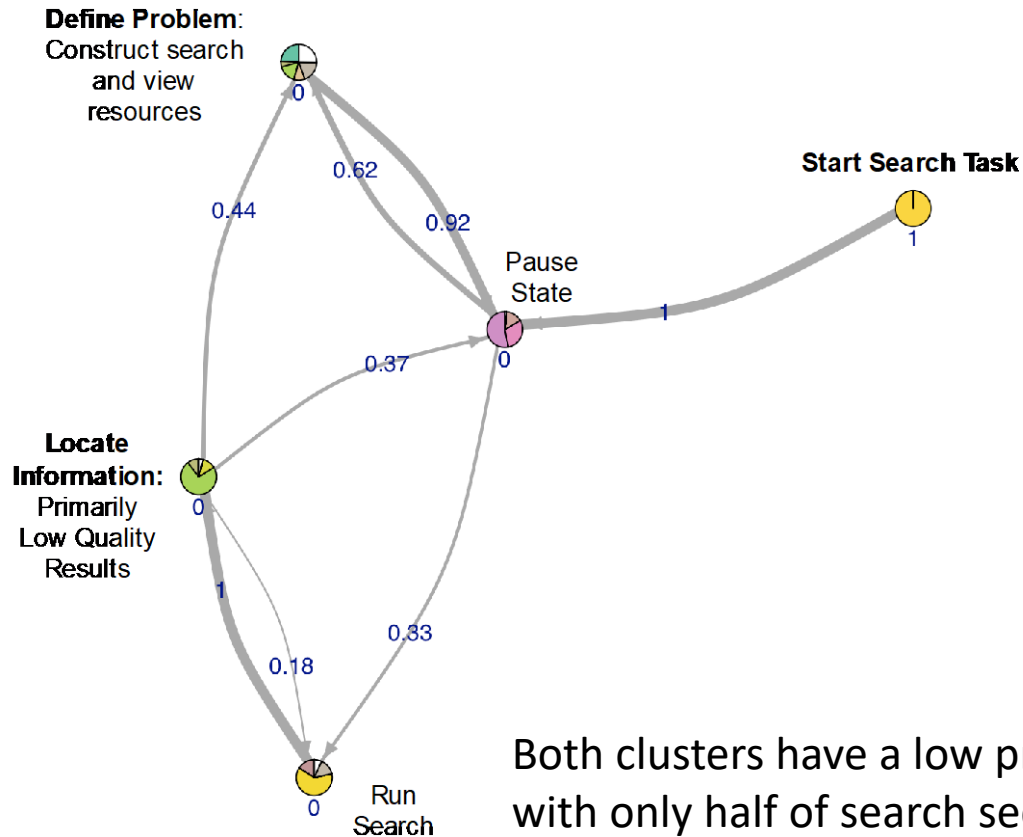 Define Problem:
Construct search
and view
resources
0
0.62
0.44
0.92
Start Search Task
1
Pause
State
1
0
0.37
Locate
Information:
Primarily
Low Quality
Results
0
1
0.18
0.33
0
Run
Search
Both clusters have a low p
with only half of search se